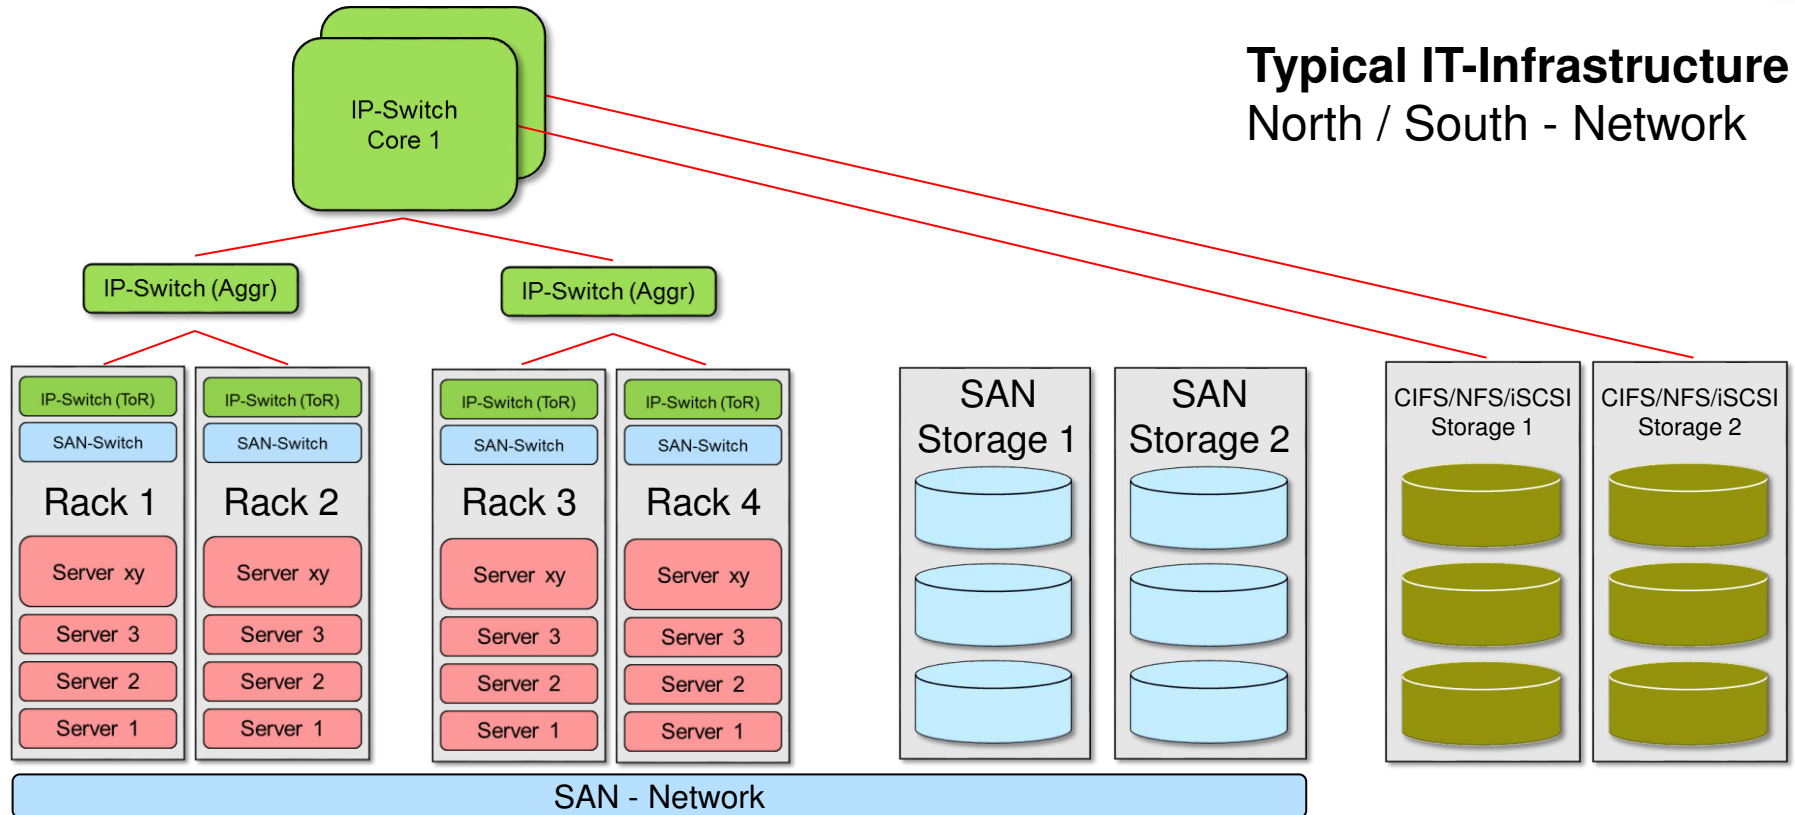 Typical IT-Infrastructure
North / South - Network
IP-Switch
Core 1
IP-Switch (Aggr)
IP-Switch (Aggr)
IP-Switch (ToR)
SAN-Switch
Rack 1
Server xy
Server 3
Server 2
Server 1
IP-Switch (ToR)
SAN-Switch
Rack 2
Server xy
Server 3
Server 2
Server 1
IP-Switch (ToR)
SAN-Switch
Rack 3
Server xy
Server 3
Server 2
Server 1
IP-Switch (ToR)
SAN-Switch
Rack 4
Server xy
Server 3
Server 2
Server 1
SAN
Storage 1
SAN
Storage 2
CIFS/NFS/iSCSI
Storage 1
CIFS/NFS/iSCSI
Storage 2
SAN - Network